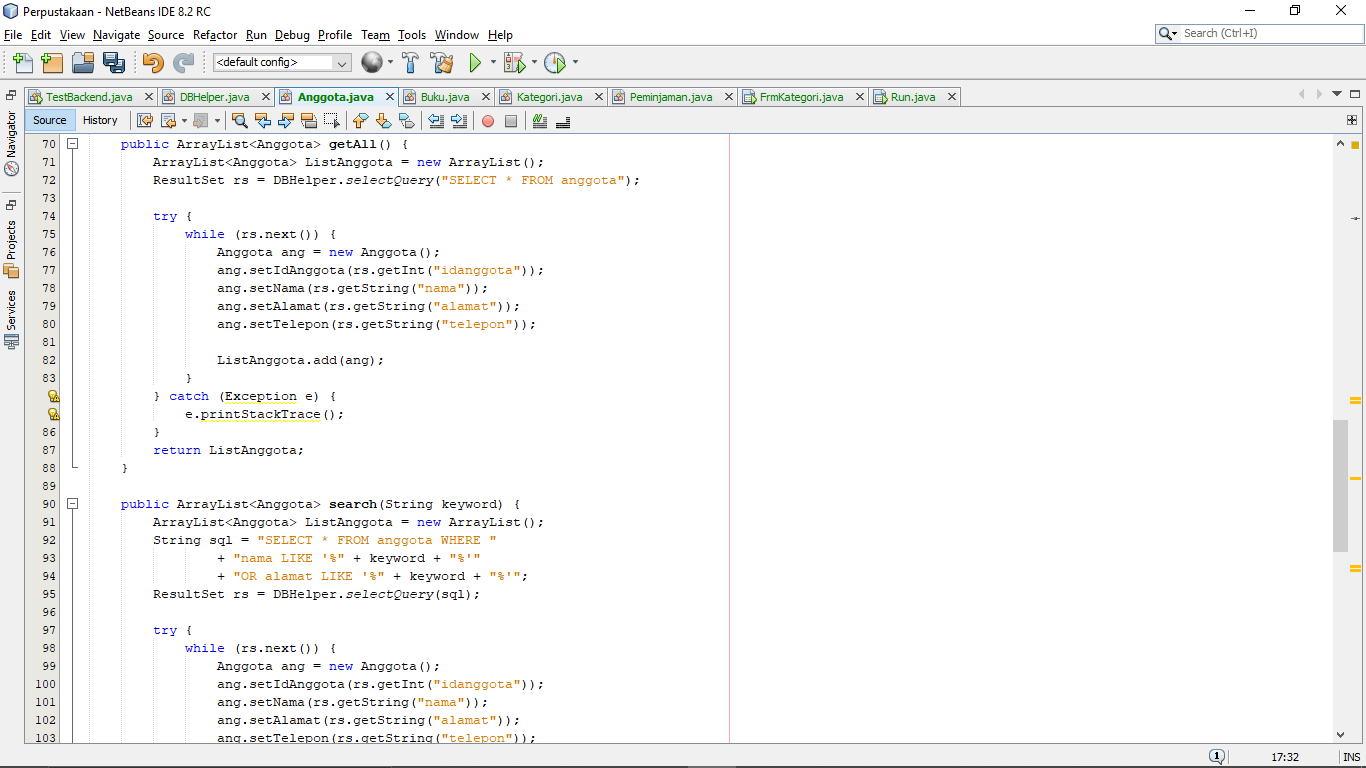 Perpustakaan - NetBeans IDE 8.2 RC
File Edit View Navigate Source Refactor Run Debug Profile Team Tools Window Help
Search (Ctrl+I)
<default config>
TestBackend.java DBHelper.java Anggota.java Buku.java Kategori.java Peminjaman.java FrmKategori.java Run.java
Source History
Navigator
Projects
Services
70 public ArrayList<Anggota> getAll() {
71 ArrayList<Anggota> ListAnggota = new ArrayList();
72 ResultSet rs = DBHelper.selectQuery("SELECT * FROM anggota");
73
74 try {
75 while (rs.next()) {
76 Anggota ang = new Anggota();
77 ang.setIdAnggota(rs.getInt("idanggota"));
78 ang.setNama(rs.getString("nama"));
79 ang.setAlamat(rs.getString("alamat"));
80 ang.setTelepon(rs.getString("telepon"));
81
82 ListAnggota.add(ang);
83 }
} catch (Exception e) {
e.printStackTrace();
86 }
87 return ListAnggota;
88 }
89
90 public ArrayList<Anggota> search(String keyword) {
91 ArrayList<Anggota> ListAnggota = new ArrayList();
92 String sql = "SELECT * FROM anggota WHERE "
93 + "nama LIKE '%" + keyword + "%'"
94 + "OR alamat LIKE '%" + keyword + "%'";
95 ResultSet rs = DBHelper.selectQuery(sql);
96
97 try {
98 while (rs.next()) {
99 Anggota ang = new Anggota();
100 ang.setIdAnggota(rs.getInt("idanggota"));
101 ang.setNama(rs.getString("nama"));
102 ang.setAlamat(rs.getString("alamat"));
103 ang.setTelepon(rs.getString("telepon"));
1 17:32 INS